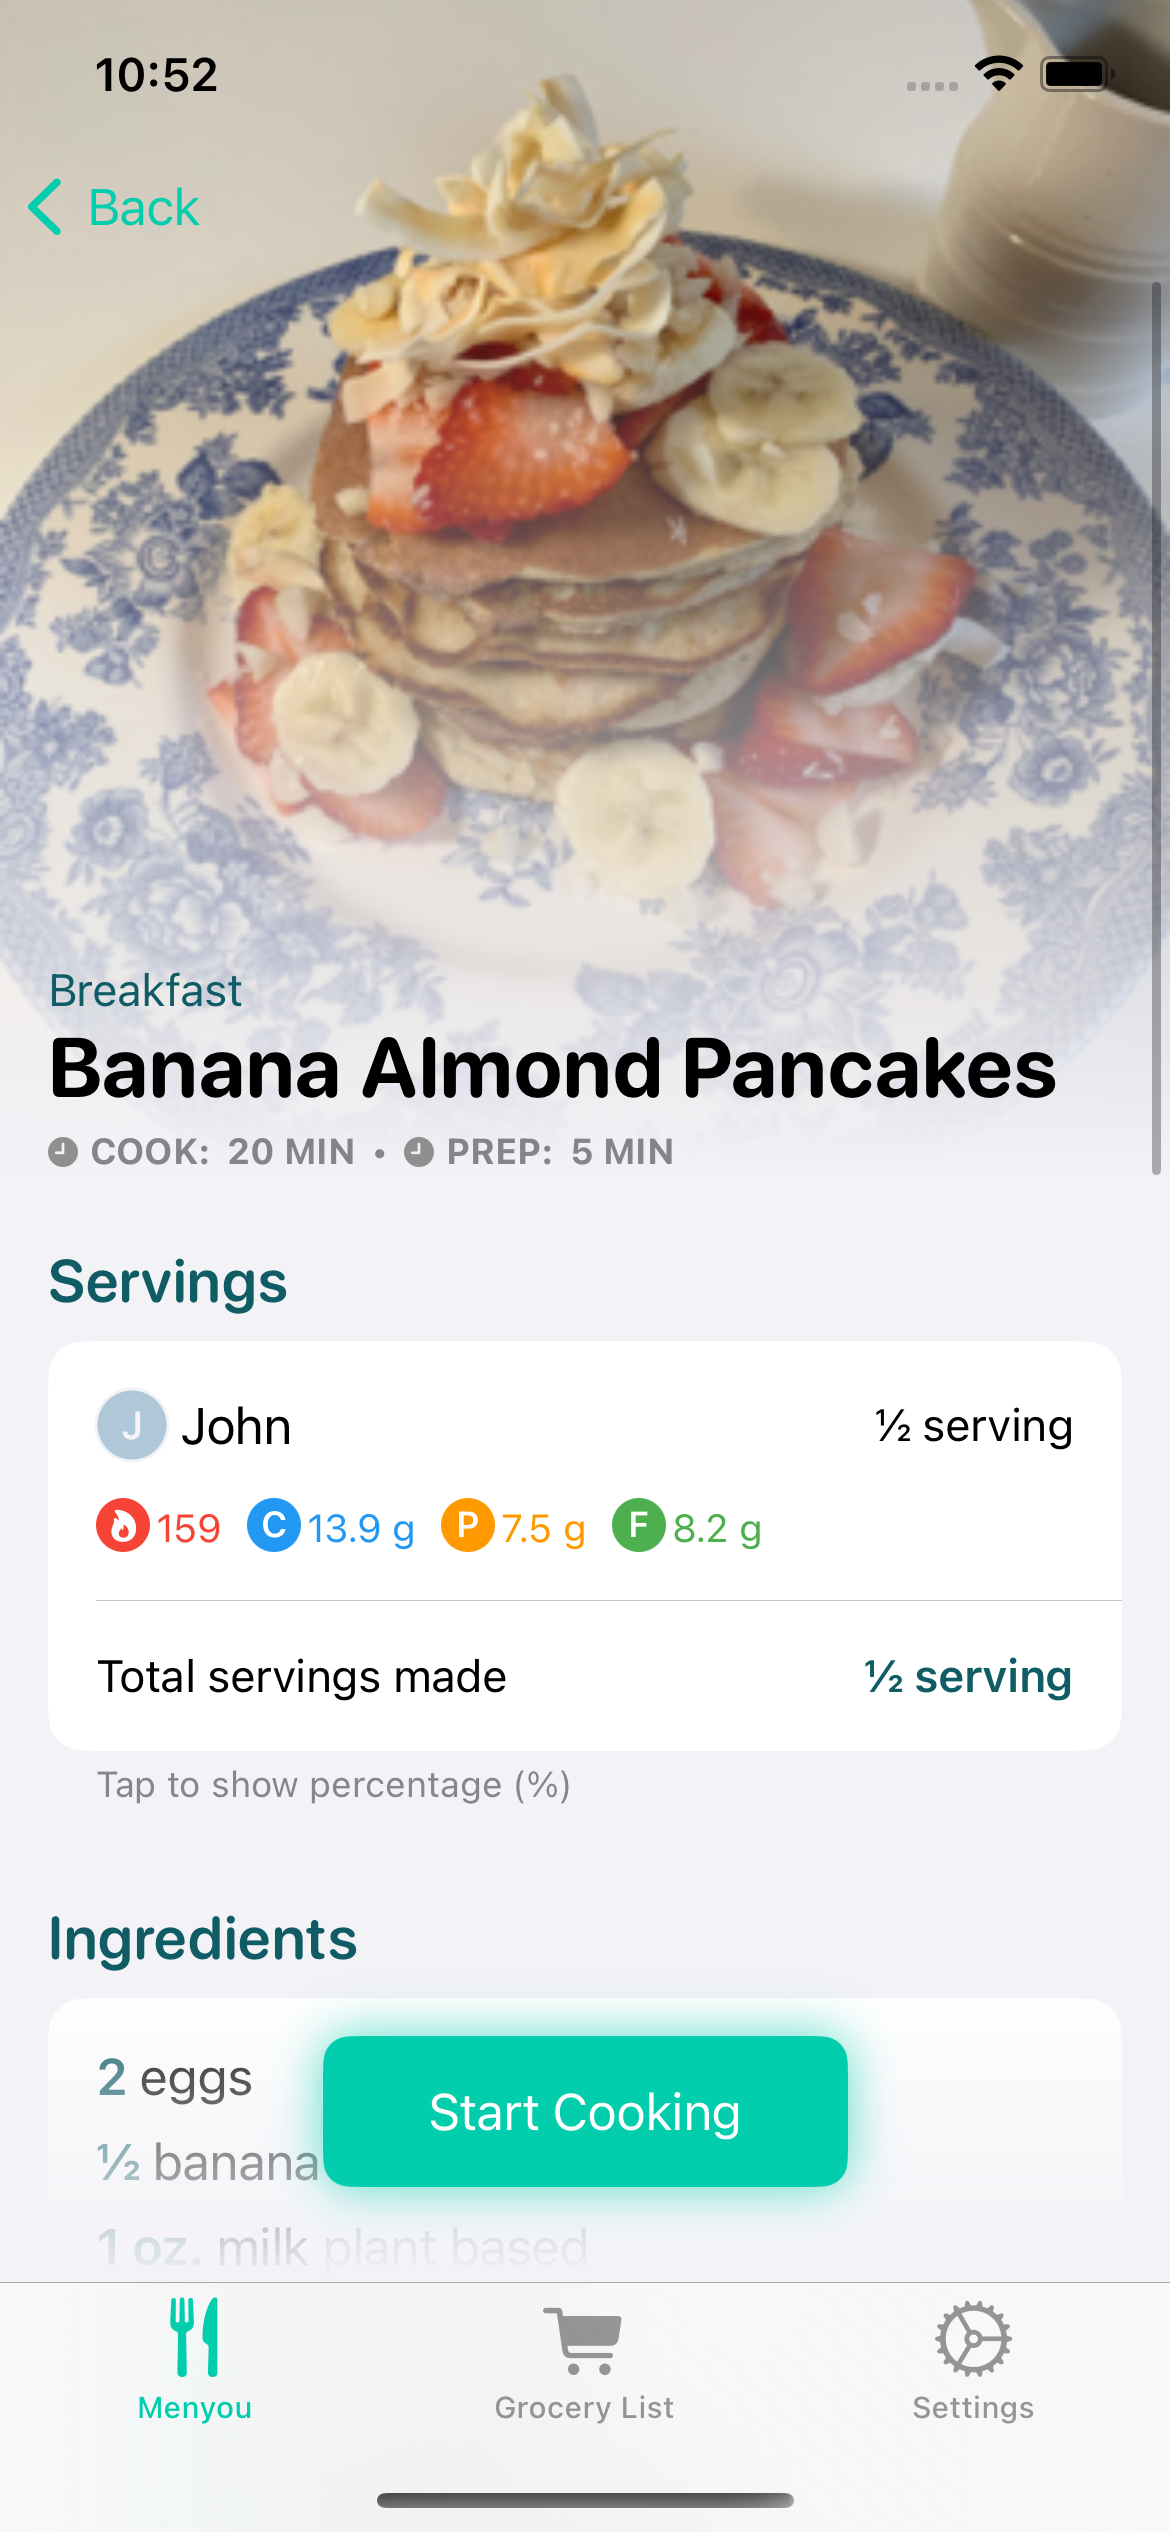 10:52
Back
Breakfast
Banana Almond Pancakes
COOK: 20 MIN • PREP: 5 MIN
Servings
J John ½ serving
159 C 13.9 g P 7.5 g F 8.2 g
Total servings made ½ serving
Tap to show percentage (%)
Ingredients
2 eggs
½ banana
1 oz. milk plant based
Start Cooking
Menyou Grocery List Settings